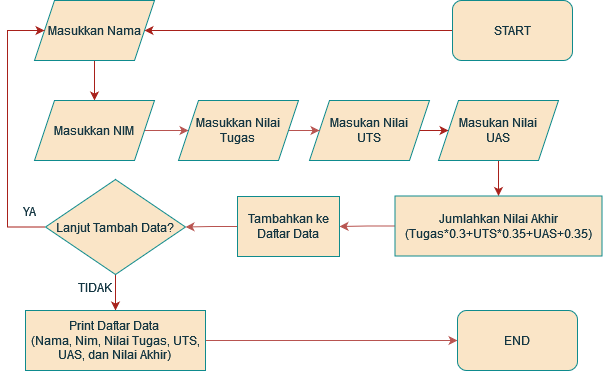 START
Masukkan Nama
Masukkan NIM
Masukkan Nilai
Tugas
Masukan Nilai
UTS
Masukan Nilai
UAS
Jumlahkan Nilai Akhir
(Tugas*0.3+UTS*0.35+UAS+0.35)
Tambahkan ke
Daftar Data
Lanjut Tambah Data?
YA
TIDAK
Print Daftar Data
(Nama, Nim, Nilai Tugas, UTS,
UAS, dan Nilai Akhir)
END